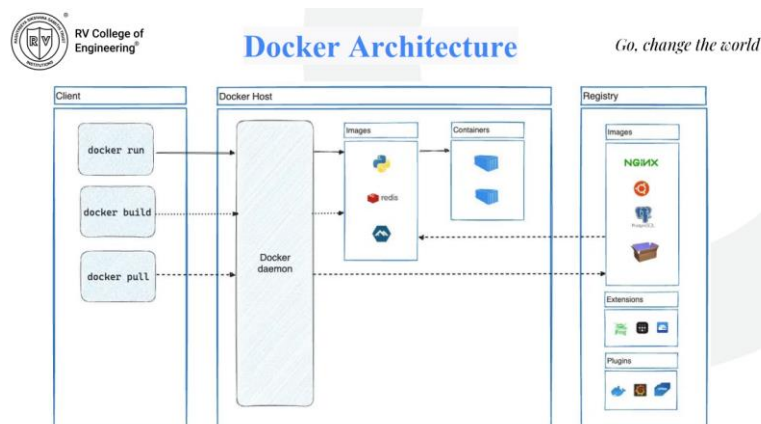 RV College of
Engineering®
Docker Architecture
Go, change the world
Client
Docker Host
Registry
docker run
docker build
docker pull
Docker
daemon
Images
redis
Containers
Images
NGINX
PostgreSQL
Extensions
Plugins